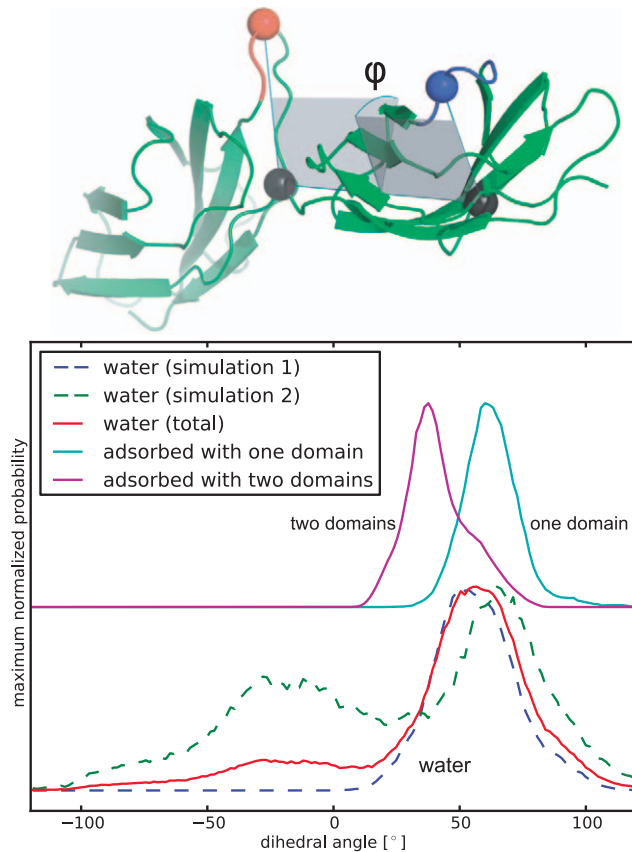 φ
water (simulation 1)
water (simulation 2)
water (total)
adsorbed with one domain
adsorbed with two domains
two domains
one domain
water
maximum normalized probability
−100
−50
0
50
100
dihedral angle [°]